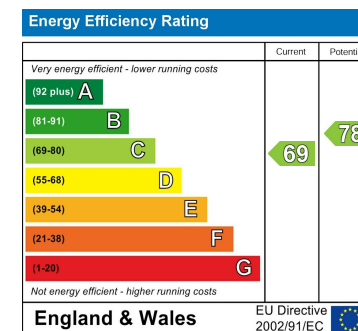 Energy Efficiency Rating
Current Potenti
Very energy efficient - lower running costs
(92 plus) A
(81-91) B
(69-80) C
(55-68) D
(39-54) E
(21-38) F
(1-20) G
69
78
Not energy efficient - higher running costs
England & Wales
EU Directive
2002/91/EC